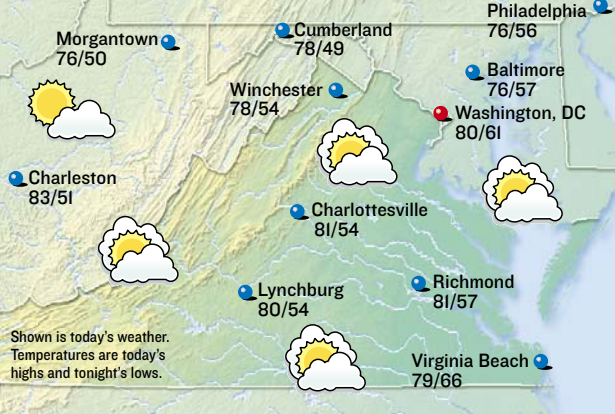 Philadelphia
76/56
Cumberland
78/49
Morgantown
76/50
Baltimore
76/57
Winchester
78/54
Washington, DC
80/61
Charleston
83/51
Charlottesville
81/54
Richmond
81/57
Lynchburg
80/54
Shown is today's weather.
Temperatures are today's
highs and tonight's lows.
Virginia Beach
79/66